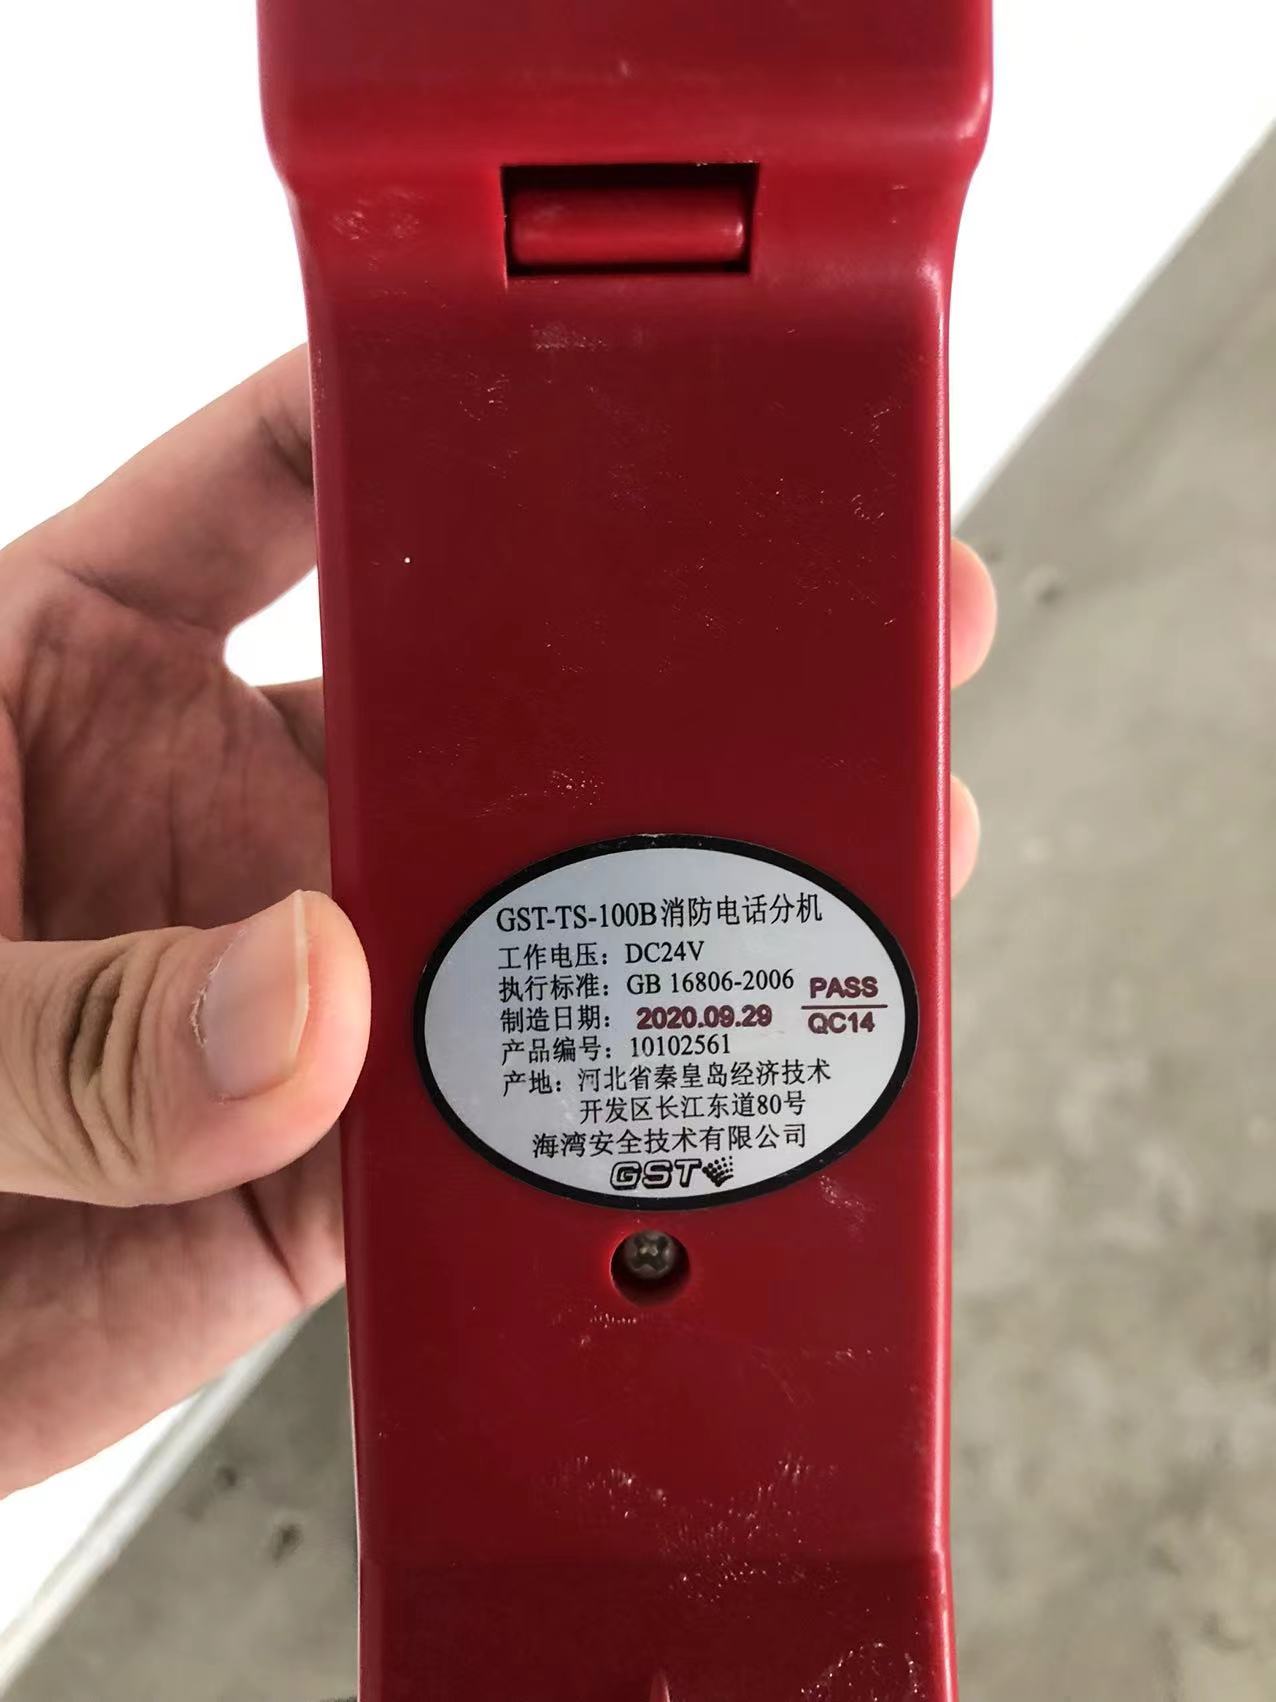 GST-TS-100B消防电话分机
工作电压：DC24V
执行标准：GB 16806-2006
PASS
制造日期：2020.09.29
QC14
产品编号：10102561
产地：河北省秦皇岛经济技术
开发区长江东道80号
海湾安全技术有限公司
GST